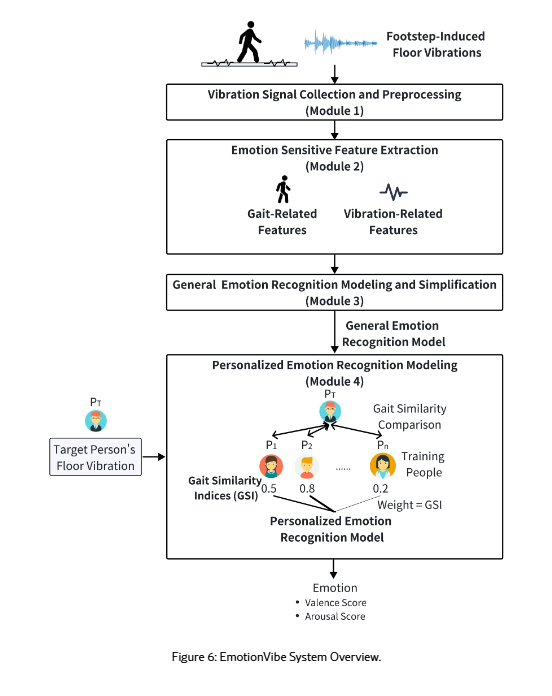 Footstep-Induced
Floor Vibrations
Vibration Signal Collection and Preprocessing
(Module 1)
Emotion Sensitive Feature Extraction
(Module 2)
Gait-Related
Features
Vibration-Related
Features
General Emotion Recognition Modeling and Simplification
(Module 3)
General Emotion
Recognition Model
Personalized Emotion Recognition Modeling
(Module 4)
PT
Gait Similarity
Comparison
PT
Target Person's
Floor Vibration
P1
P2
......
Pn
Training
People
Gait Similarity
Indices (GSI)
0.5
0.8
0.2
Weight = GSI
Personalized Emotion
Recognition Model
Emotion
• Valence Score
• Arousal Score
Figure 6: EmotionVibe System Overview.